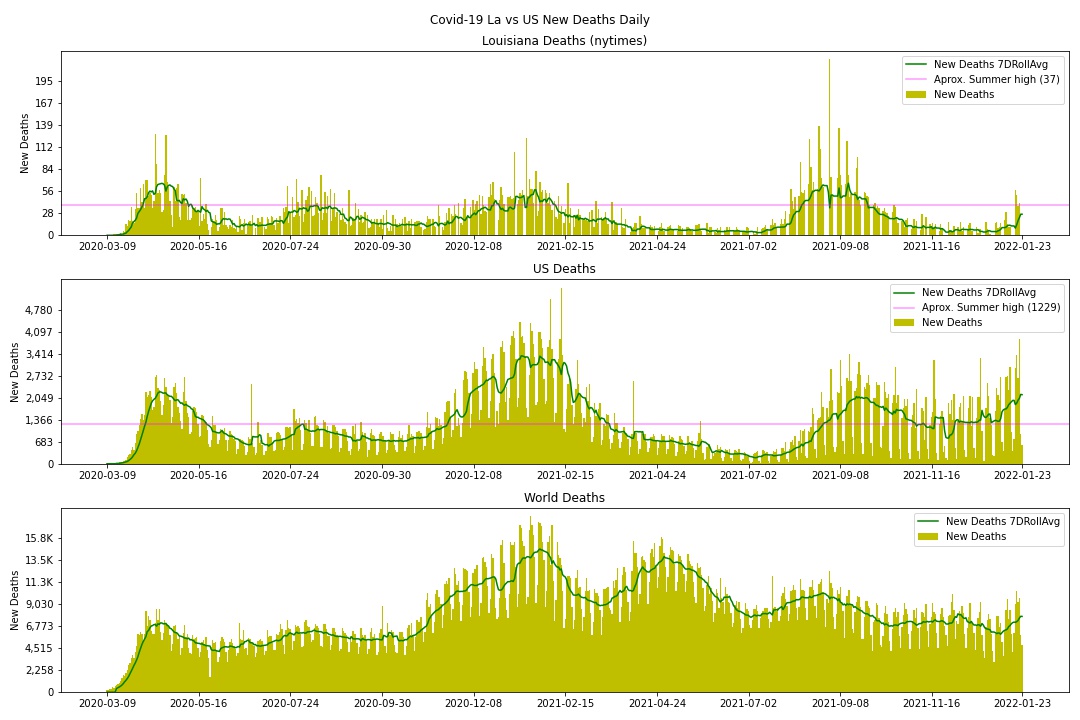 Covid-19 La vs US New Deaths Daily
Louisiana Deaths (nytimes)
New Deaths 7DRollAvg
Aprox. Summer high (37)
New Deaths
New Deaths
195
167
139
112
84
56
28
0
2020-03-09 2020-05-16 2020-07-24 2020-09-30 2020-12-08 2021-02-15 2021-04-24 2021-07-02 2021-09-08 2021-11-16 2022-01-23
US Deaths
New Deaths 7DRollAvg
Aprox. Summer high (1229)
New Deaths
New Deaths
4,780
4,097
3,414
2,732
2,049
1,366
683
0
2020-03-09 2020-05-16 2020-07-24 2020-09-30 2020-12-08 2021-02-15 2021-04-24 2021-07-02 2021-09-08 2021-11-16 2022-01-23
World Deaths
New Deaths 7DRollAvg
New Deaths
New Deaths
15.8K
13.5K
11.3K
9,030
6,773
4,515
2,258
0
2020-03-09 2020-05-16 2020-07-24 2020-09-30 2020-12-08 2021-02-15 2021-04-24 2021-07-02 2021-09-08 2021-11-16 2022-01-23